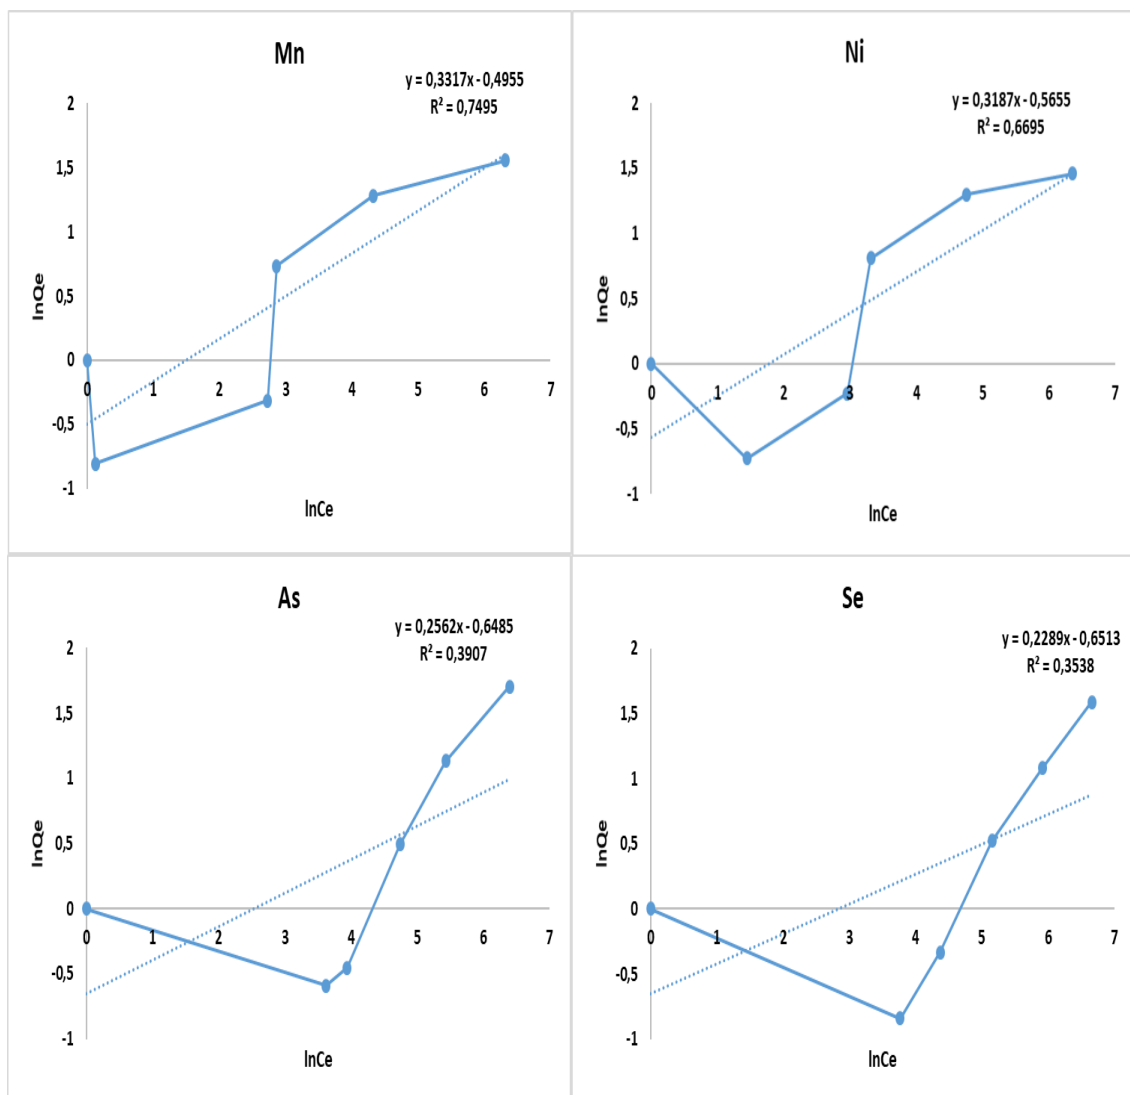 Mn
y = 0,3317x - 0,4955
R² = 0,7495
2
1,5
1
0,5
0
-0,5
-1
0 1 2 3 4 5 6 7
lnQe
lnCe
Ni
y = 0,3187x - 0,5655
R² = 0,6695
2
1,5
1
0,5
0
-0,5
-1
0 1 2 3 4 5 6 7
lnQe
lnCe
As
y = 0,2562x - 0,6485
R² = 0,3907
2
1,5
1
0,5
0
-0,5
-1
0 1 2 3 4 5 6 7
lnQe
lnCe
Se
y = 0,2289x - 0,6513
R² = 0,3538
2
1,5
1
0,5
0
-0,5
-1
0 1 2 3 4 5 6 7
lnQe
lnCe